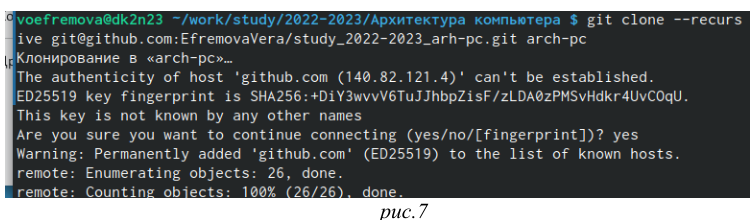 voefremova@dk2n23 ~/work/study/2022-2023/Архитектура компьютера $ git clone --recurs
ive git@github.com:EfremovaVera/study_2022-2023_arh-pc.git arch-pc
Клонирование в «arch-pc»…
The authenticity of host 'github.com (140.82.121.4)' can't be established.
ED25519 key fingerprint is SHA256:+DiY3wvvV6TuJJhbpZisF/zLDA0zPMSvHdkr4UvCOqU.
This key is not known by any other names
Are you sure you want to continue connecting (yes/no/[fingerprint])? yes
Warning: Permanently added 'github.com' (ED25519) to the list of known hosts.
remote: Enumerating objects: 26, done.
remote: Counting objects: 100% (26/26), done.
рис.7